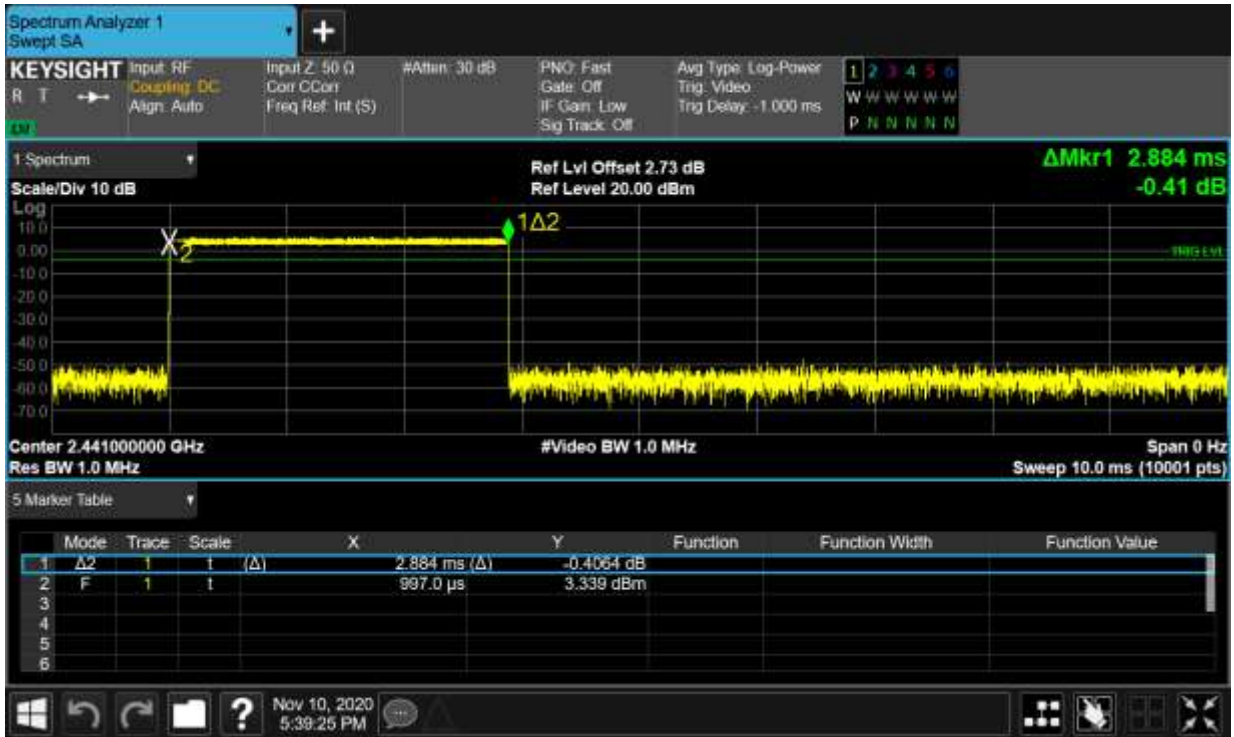 Spectrum Analyzer 1
Swept SA
KEYSIGHT Input: RF Input Z: 50 Ω #Atten: 30 dB PNO: Fast Avg Type: Log-Power 1 2 3 4 5 6
R T Coupling: DC Corr CCorr Gate: Off Trig: Video W W W W W W
Align: Auto Freq Ref: Int (S) IF Gain: Low Trig Delay: -1.000 ms P N N N N N
Sig Track: Off
1 Spectrum Ref Lvl Offset 2.73 dB ΔMkr1 2.884 ms
Scale/Div 10 dB Ref Level 20.00 dBm -0.41 dB
Log
10.0
1Δ2
2
0.00
TRIG LVL
-10.0
-20.0
-30.0
-40.0
-50.0
-60.0
-70.0
Center 2.441000000 GHz #Video BW 1.0 MHz Span 0 Hz
Res BW 1.0 MHz Sweep 10.0 ms (10001 pts)
5 Marker Table
Mode Trace Scale X Y Function Function Width Function Value
1 Δ2 1 t (Δ) 2.884 ms (Δ) -0.4064 dB
2 F 1 t 997.0 µs 3.339 dBm
3
4
5
6
? Nov 10, 2020
5:39:25 PM